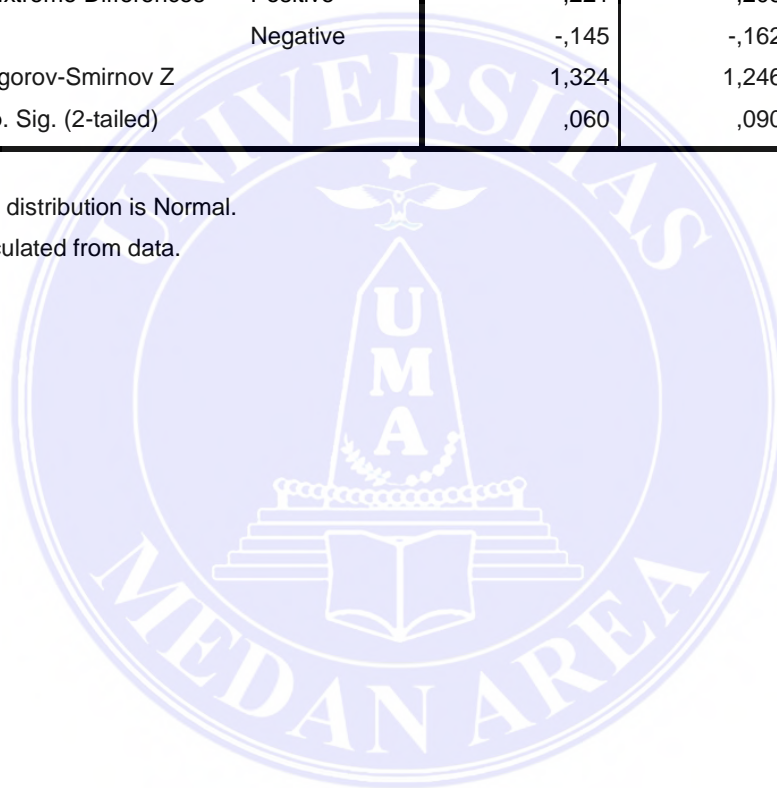 Negative -,145 -,162
gorov-Smirnov Z 1,324 1,246
. Sig. (2-tailed) ,060 ,090
distribution is Normal.
culated from data.
UNIVERSITAS
U
M
A
MEDAN AREA